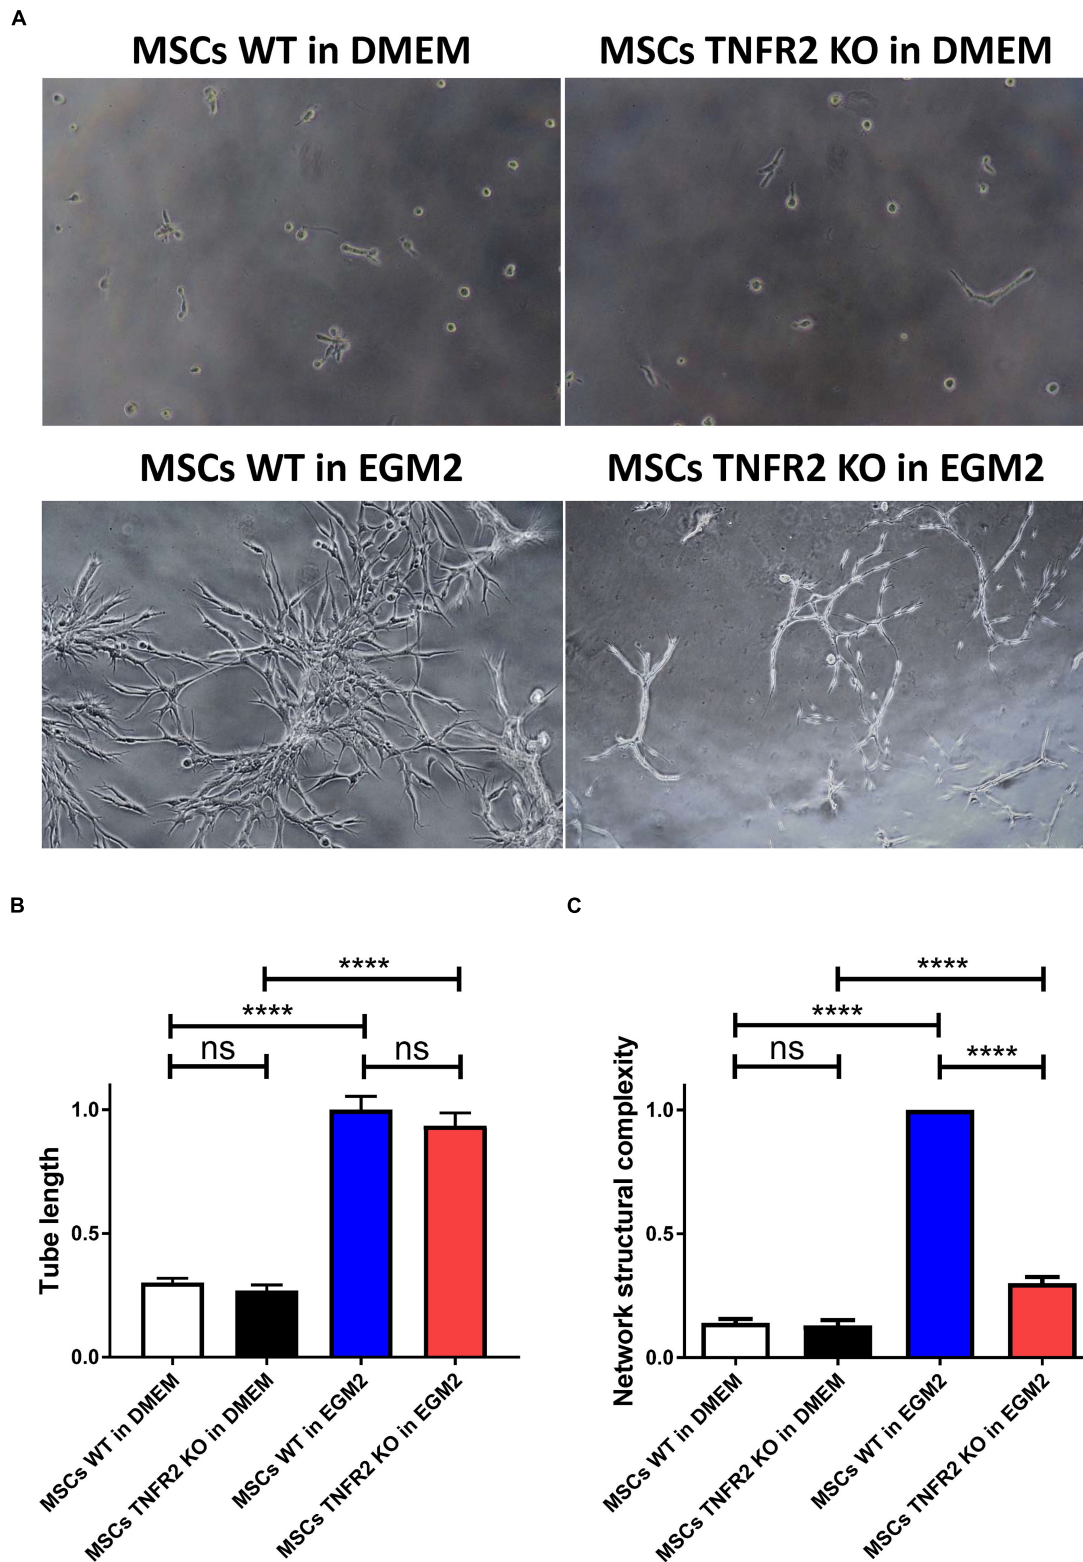 A
MSCs WT in DMEM
MSCs TNFR2 KO in DMEM
MSCs WT in EGM2
MSCs TNFR2 KO in EGM2
B
****
****
ns
ns
Tube length
1.0
0.5
0.0
MSCs WT in DMEM
MSCs TNFR2 KO in DMEM
MSCs WT in EGM2
MSCs TNFR2 KO in EGM2
C
****
****
ns
****
Network structural complexity
1.0
0.5
0.0
MSCs WT in DMEM
MSCs TNFR2 KO in DMEM
MSCs WT in EGM2
MSCs TNFR2 KO in EGM2